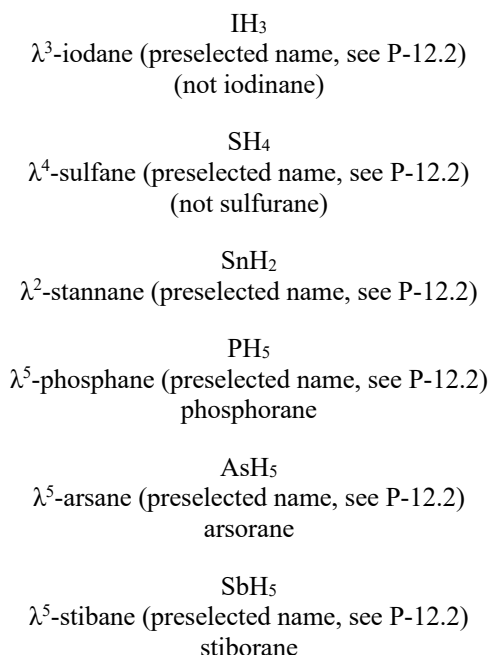 IH₃
λ³-iodane (preselected name, see P-12.2)
(not iodinane)
SH₄
λ⁴-sulfane (preselected name, see P-12.2)
(not sulfurane)
SnH₂
λ²-stannane (preselected name, see P-12.2)
PH₅
λ⁵-phosphane (preselected name, see P-12.2)
phosphorane
AsH₅
λ⁵-arsane (preselected name, see P-12.2)
arsorane
SbH₅
λ⁵-stibane (preselected name, see P-12.2)
stiborane